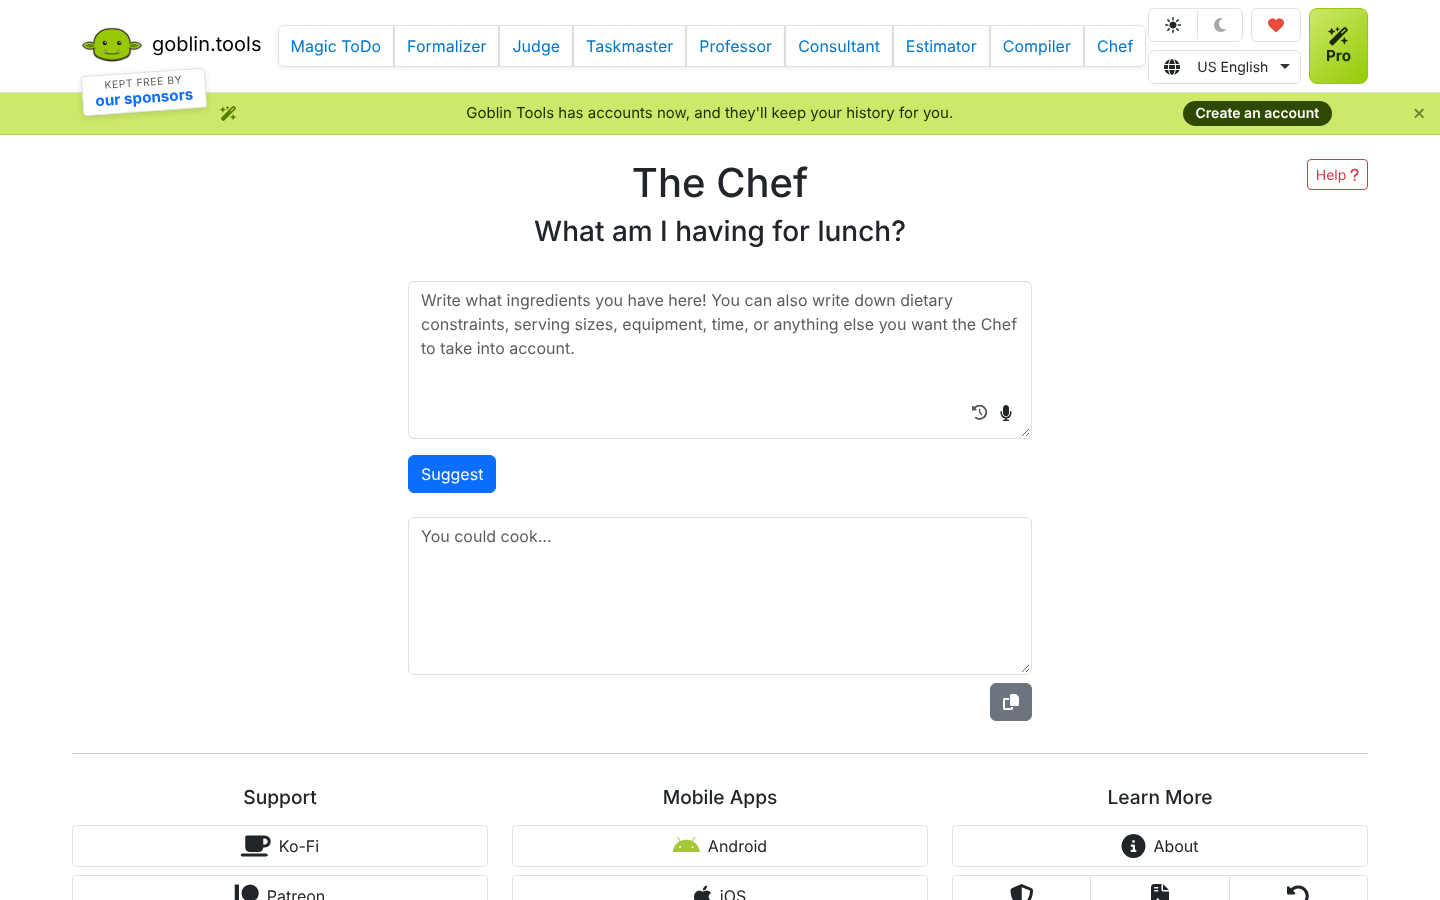 goblin.tools
KEPT FREE BY
our sponsors
Magic ToDo
Formalizer
Judge
Taskmaster
Professor
Consultant
Estimator
Compiler
Chef
US English
Pro
Goblin Tools has accounts now, and they'll keep your history for you.
Create an account
The Chef
Help ?
What am I having for lunch?
Write what ingredients you have here! You can also write down dietary
constraints, serving sizes, equipment, time, or anything else you want the Chef
to take into account.
Suggest
You could cook...
Support
Mobile Apps
Learn More
Ko-Fi
Android
About
Patreon
iOS